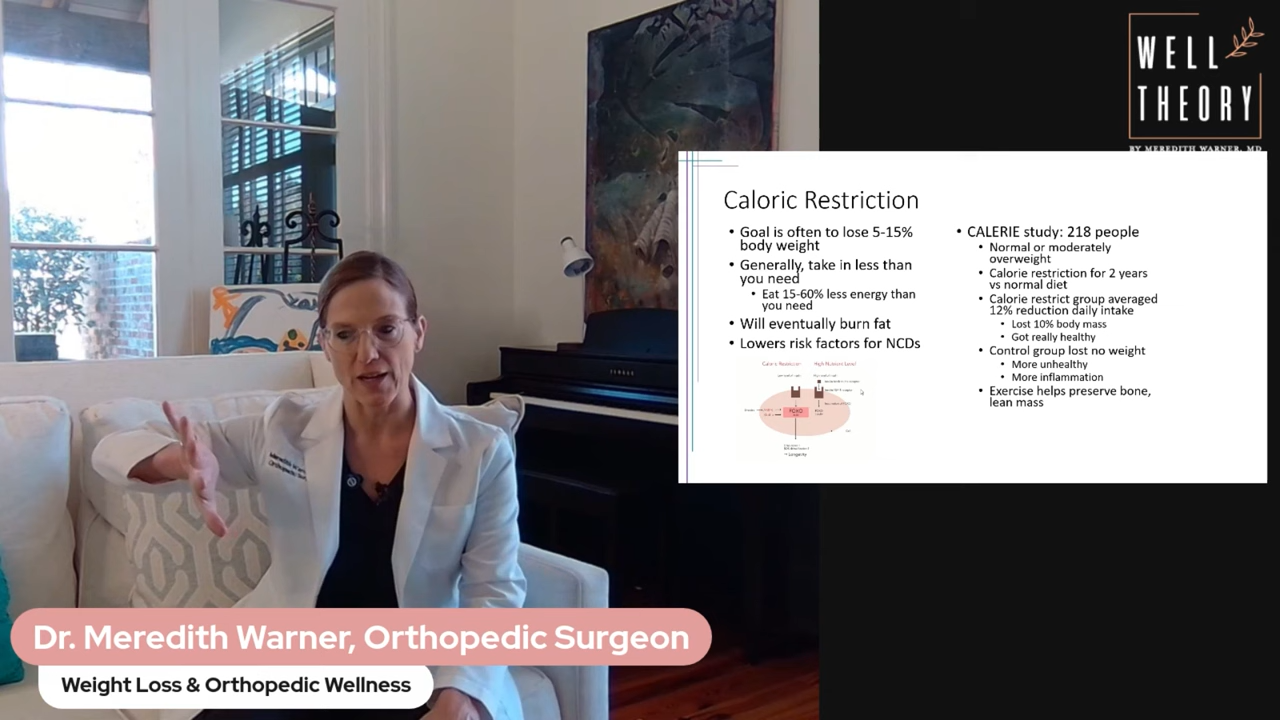 WELL
THEORY
BY MEREDITH WARNER, MD
Caloric Restriction
• Goal is often to lose 5-15%
body weight
• Generally, take in less than
you need
• Eat 15-60% less energy than
you need
• Will eventually burn fat
• Lowers risk factors for NCDs
Caloric Restriction
FOXO
• CALERIE study: 218 people
• Normal or moderately
overweight
• Calorie restriction for 2 years
vs normal diet
• Calorie restrict group averaged
12% reduction daily intake
• Lost 10% body mass
• Got really healthy
• Control group lost no weight
• More unhealthy
• More inflammation
• Exercise helps preserve bone,
lean mass
YAMAHA
Dr. Meredith Warner, Orthopedic Surgeon
Weight Loss & Orthopedic Wellness